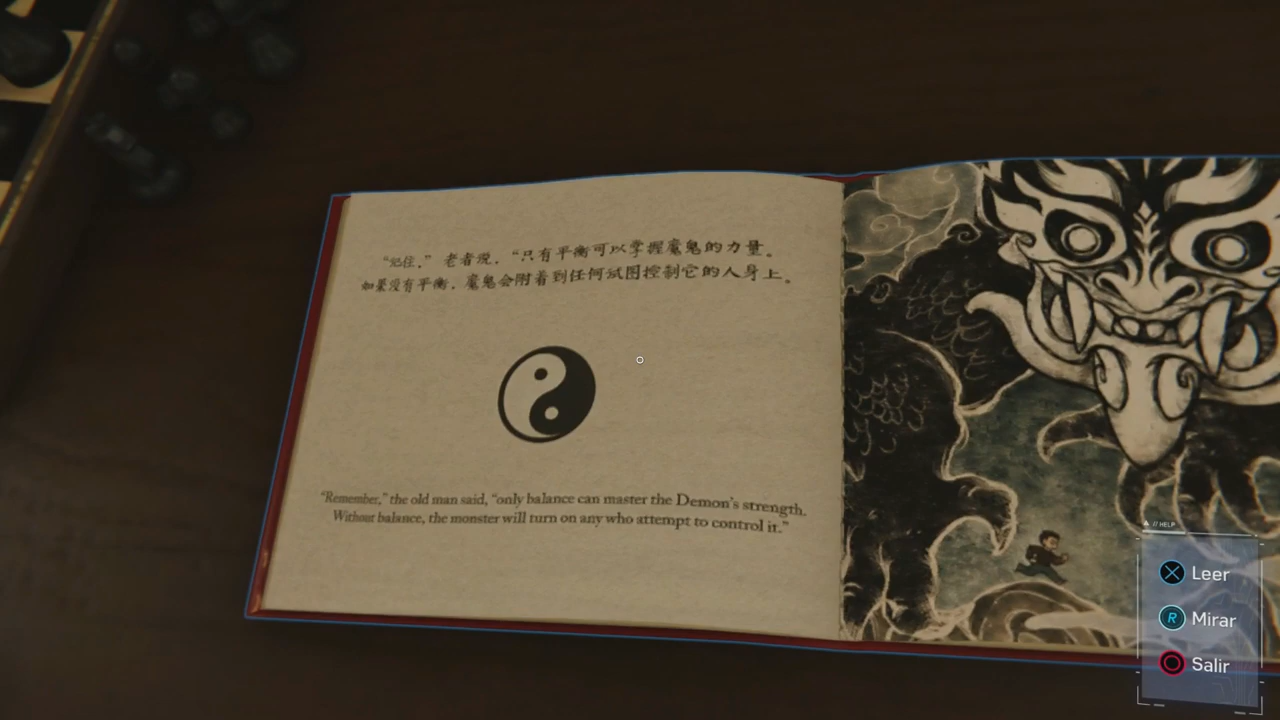 “记住，” 老者说，“只有平衡可以掌握魔鬼的力量。
如果没有平衡，魔鬼会附着到任何试图控制它的人身上。
“Remember,” the old man said, “only balance can master the Demon’s strength.
Without balance, the monster will turn on any who attempt to control it.”
// HELP
Leer
R Mirar
Salir